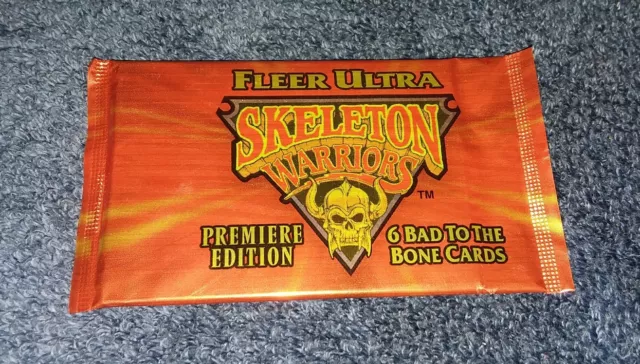 FLEER ULTRA
SKELETON
WARRIORS
TM
PREMIERE
EDITION
6 BAD TO THE
BONE CARDS